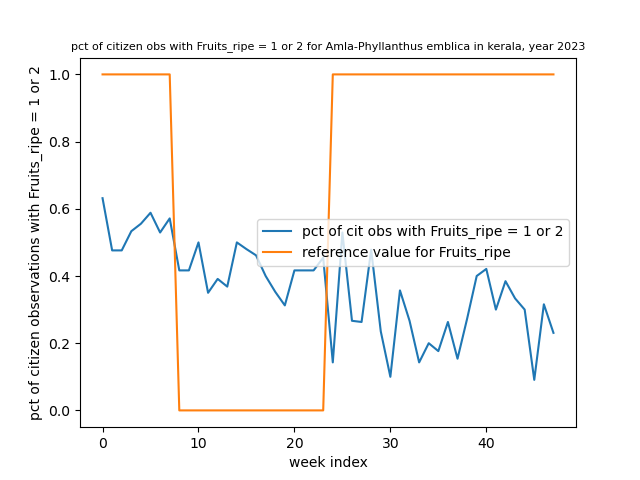 pct of citizen obs with Fruits_ripe = 1 or 2 for Amla-Phyllanthus emblica in kerala, year 2023
pct of citizen observations with Fruits_ripe = 1 or 2
1.0
0.8
0.6
0.4
0.2
0.0
pct of cit obs with Fruits_ripe = 1 or 2
reference value for Fruits_ripe
0 10 20 30 40
week index